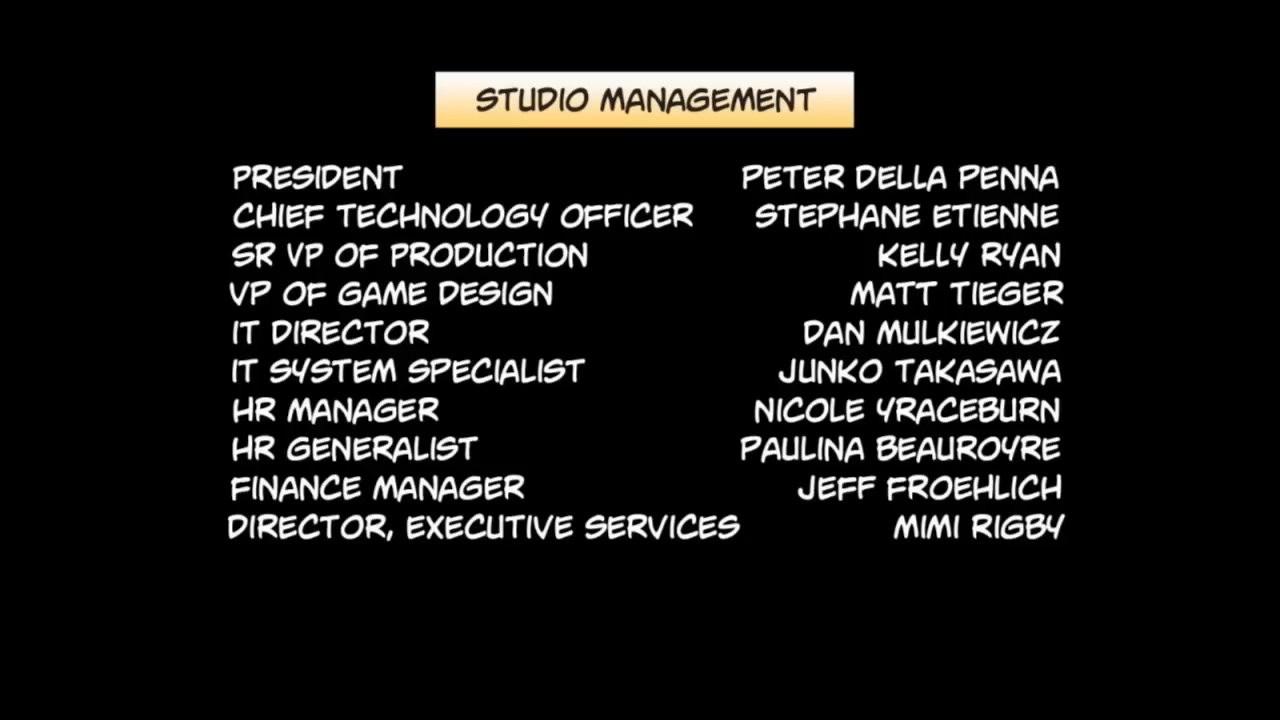 STUDIO MANAGEMENT
PRESIDENT PETER DELLA PENNA
CHIEF TECHNOLOGY OFFICER STEPHANE ETIENNE
SR VP OF PRODUCTION KELLY RYAN
VP OF GAME DESIGN MATT TIEGER
IT DIRECTOR DAN MULKIEWICZ
IT SYSTEM SPECIALIST JUNKO TAKASAWA
HR MANAGER NICOLE YRACEBURN
HR GENERALIST PAULINA BEAUROYRE
FINANCE MANAGER JEFF FROEHLICH
DIRECTOR, EXECUTIVE SERVICES MIMI RIGBY